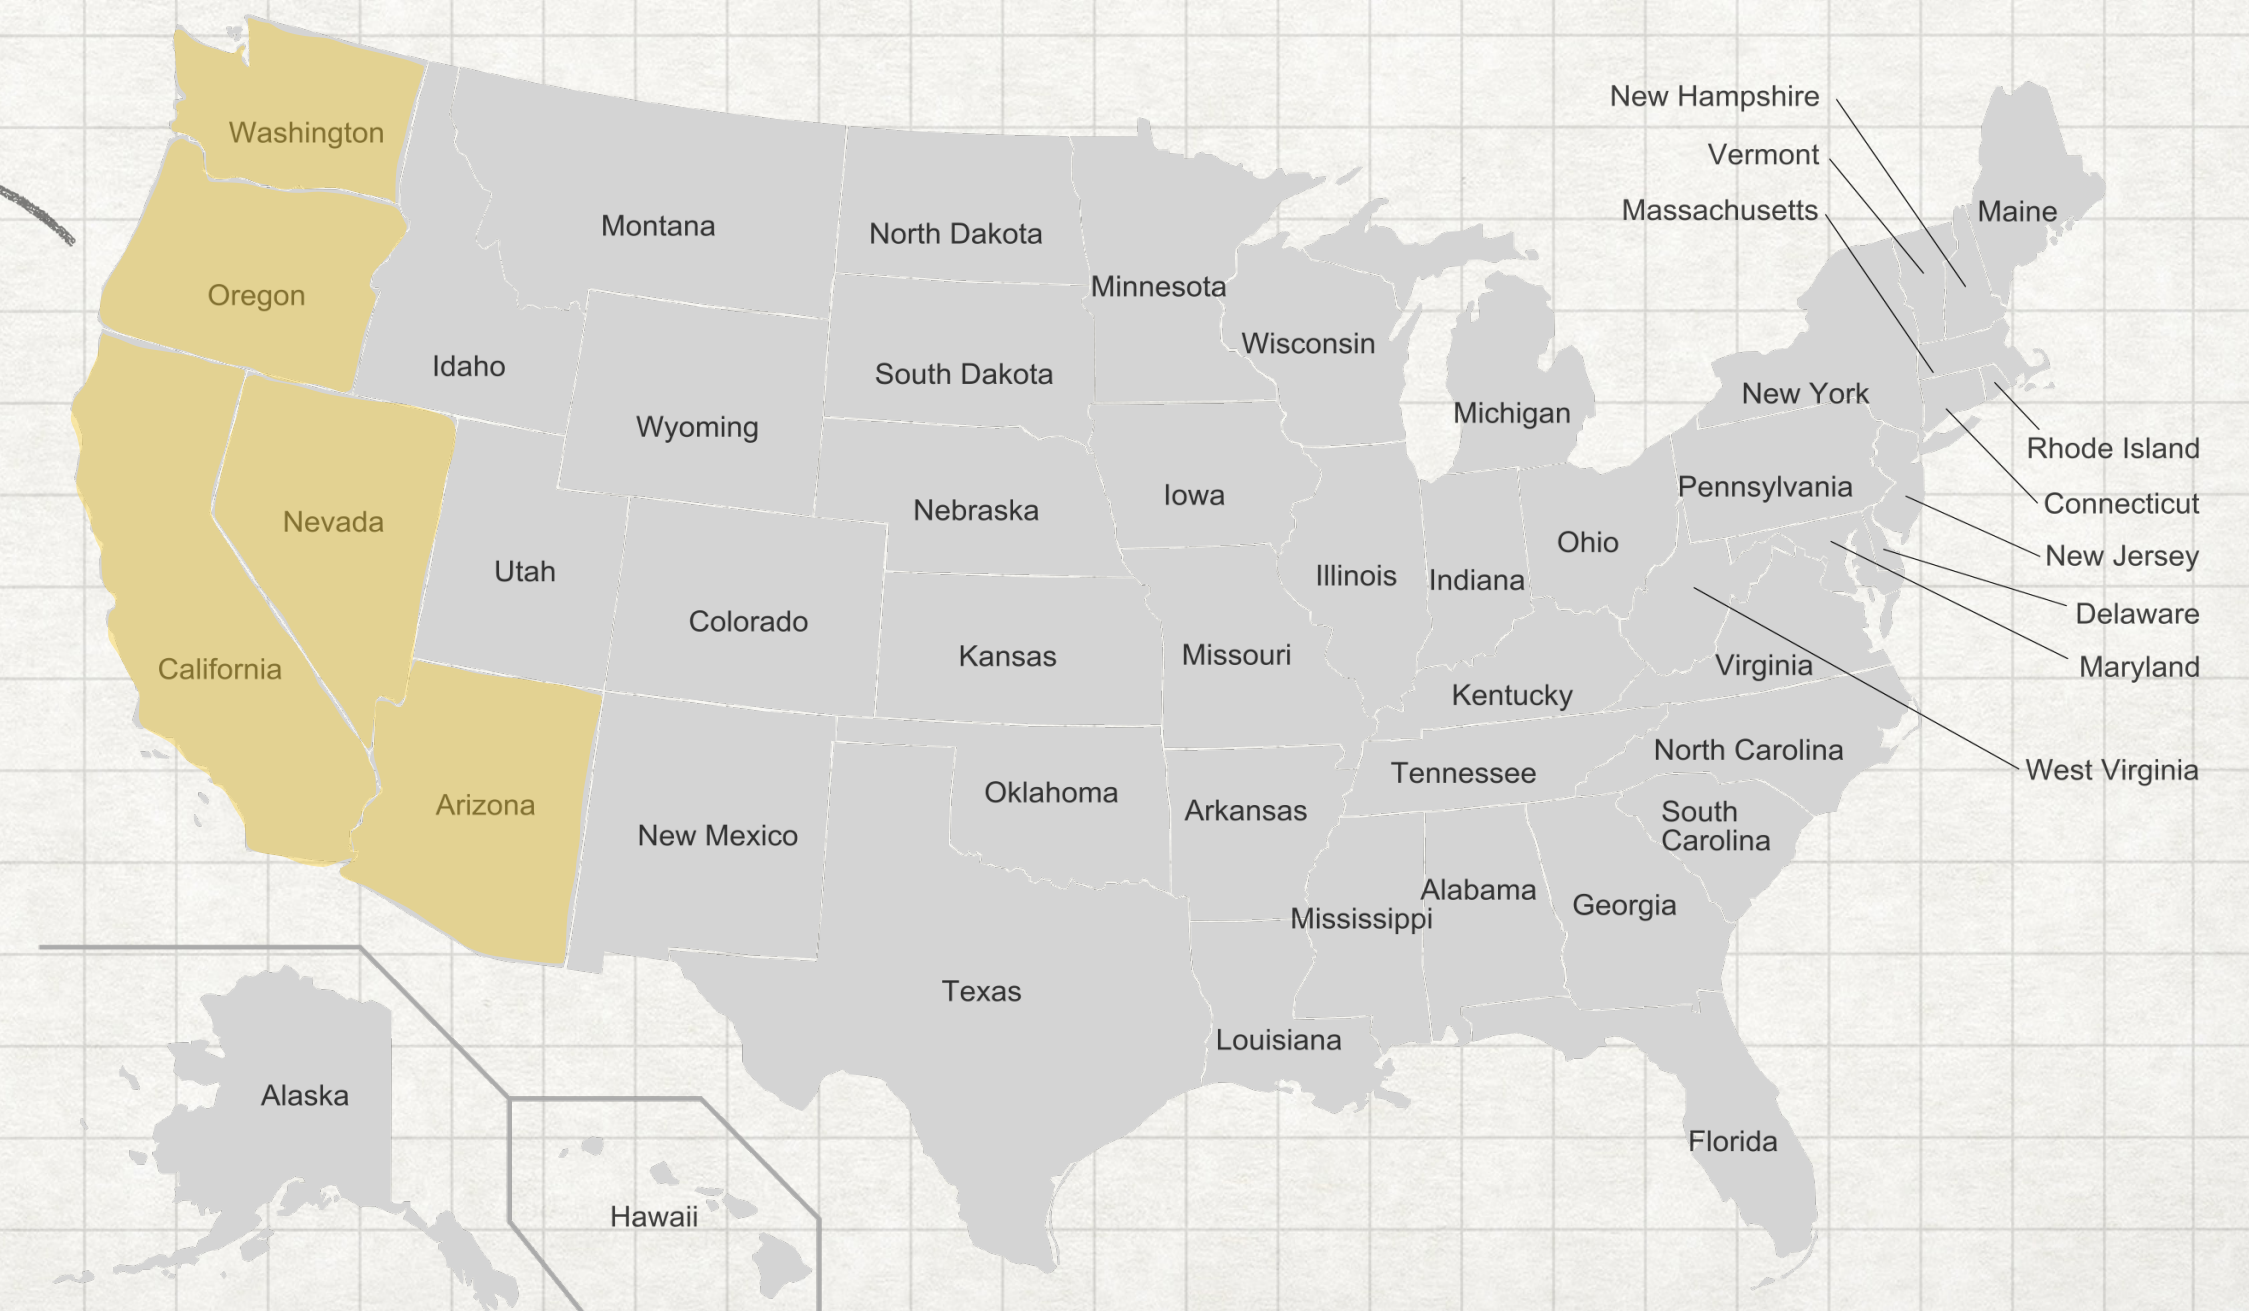 Washington
Oregon
California
Nevada
Arizona
Idaho
Montana
Wyoming
Utah
Colorado
New Mexico
North Dakota
South Dakota
Nebraska
Kansas
Oklahoma
Texas
Minnesota
Iowa
Missouri
Arkansas
Louisiana
Wisconsin
Illinois
Michigan
Indiana
Ohio
Kentucky
Tennessee
Mississippi
Alabama
Georgia
Florida
South
Carolina
North Carolina
Virginia
Pennsylvania
New York
Maine
New Hampshire
Vermont
Massachusetts
Rhode Island
Connecticut
New Jersey
Delaware
Maryland
West Virginia
Alaska
Hawaii